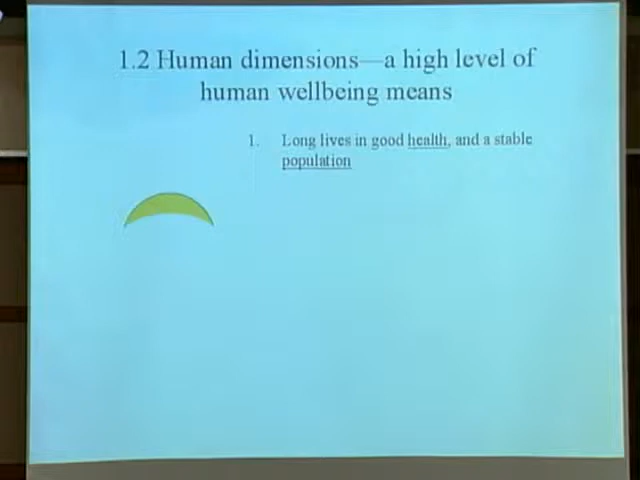 1.2 Human dimensions—a high level of
human wellbeing means
1. Long lives in good health, and a stable
population